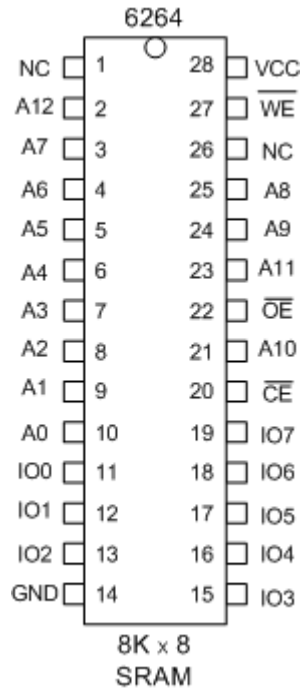 6264
NC 1 28 VCC
A12 2 27 W̅E̅
A7 3 26 NC
A6 4 25 A8
A5 5 24 A9
A4 6 23 A11
A3 7 22 O̅E̅
A2 8 21 A10
A1 9 20 C̅E̅
A0 10 19 IO7
IO0 11 18 IO6
IO1 12 17 IO5
IO2 13 16 IO4
GND 14 15 IO3
8K × 8
SRAM